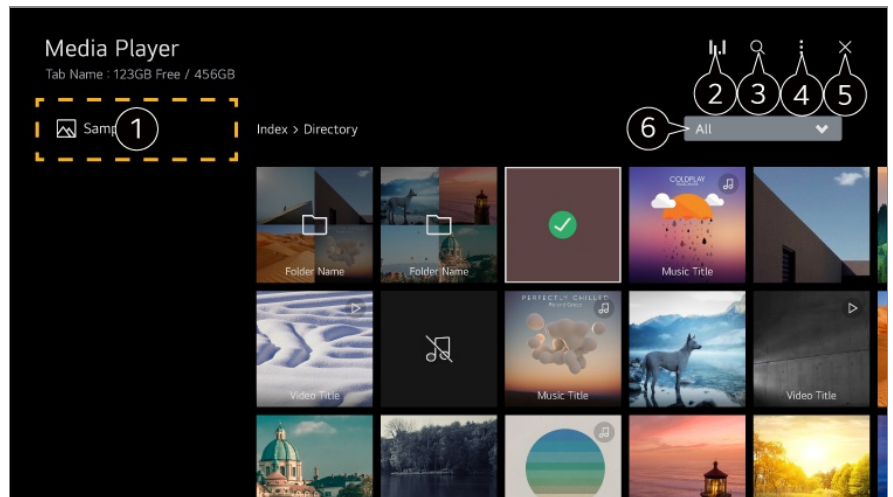 Media Player
Tab Name : 123GB Free / 456GB
2
3
4
5
1
Index > Directory
6
All
COLDPLAY
Folder Name
Folder Name
Music Title
PERFECTLY CHILLED
Video Title
Music Title
Video Title